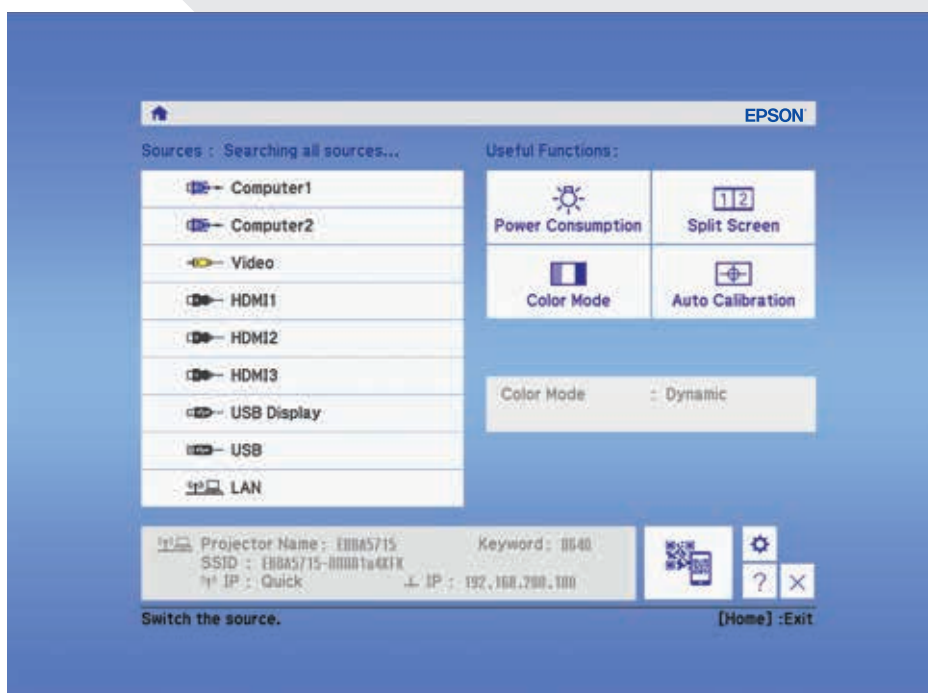 EPSON
Sources : Searching all sources...
Computer1
Computer2
Video
HDMI1
HDMI2
HDMI3
USB Display
USB
LAN
Useful Functions :
Power Consumption
1 2
Split Screen
Color Mode
Auto Calibration
Color Mode : Dynamic
Projector Name : Keyword :
SSID :
IP : Quick IP :
?
Switch the source.
[Home] :Exit